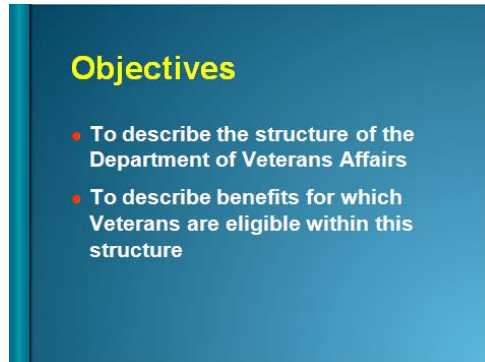 Objectives
To describe the structure of the
Department of Veterans Affairs
To describe benefits for which
Veterans are eligible within this
structure